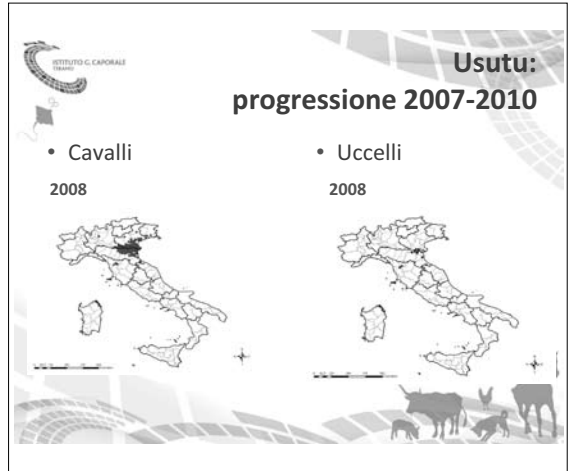 ISTITUTO G. CAPORALE
TERAMO
Usutu:
progressione 2007-2010
• Cavalli
2008
• Uccelli
2008